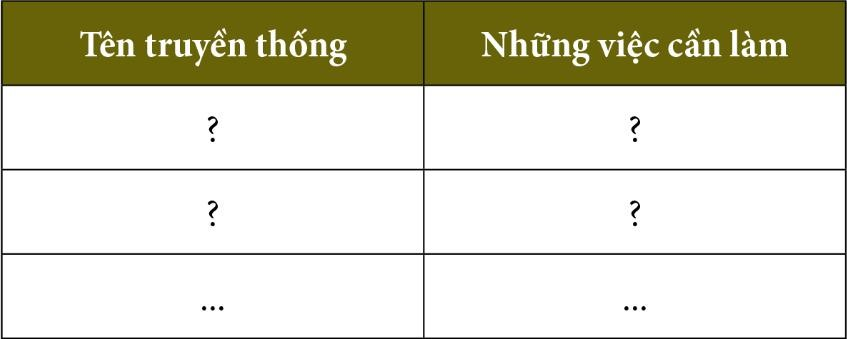 Tên truyền thống Những việc cần làm
? ?
? ?
... ...